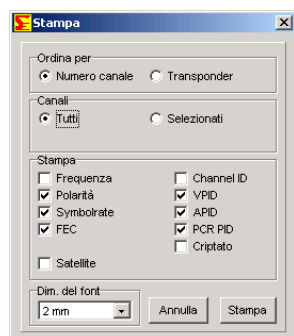 Stampa
Ordina per
Numero canale Transponder
Canali
Tutti Selezionati
Stampa
Frequenza Channel ID
Polarità VPID
Symbolrate APID
FEC PCR PID
Criptato
Satellite
Dim. del font
2 mm Annulla Stampa